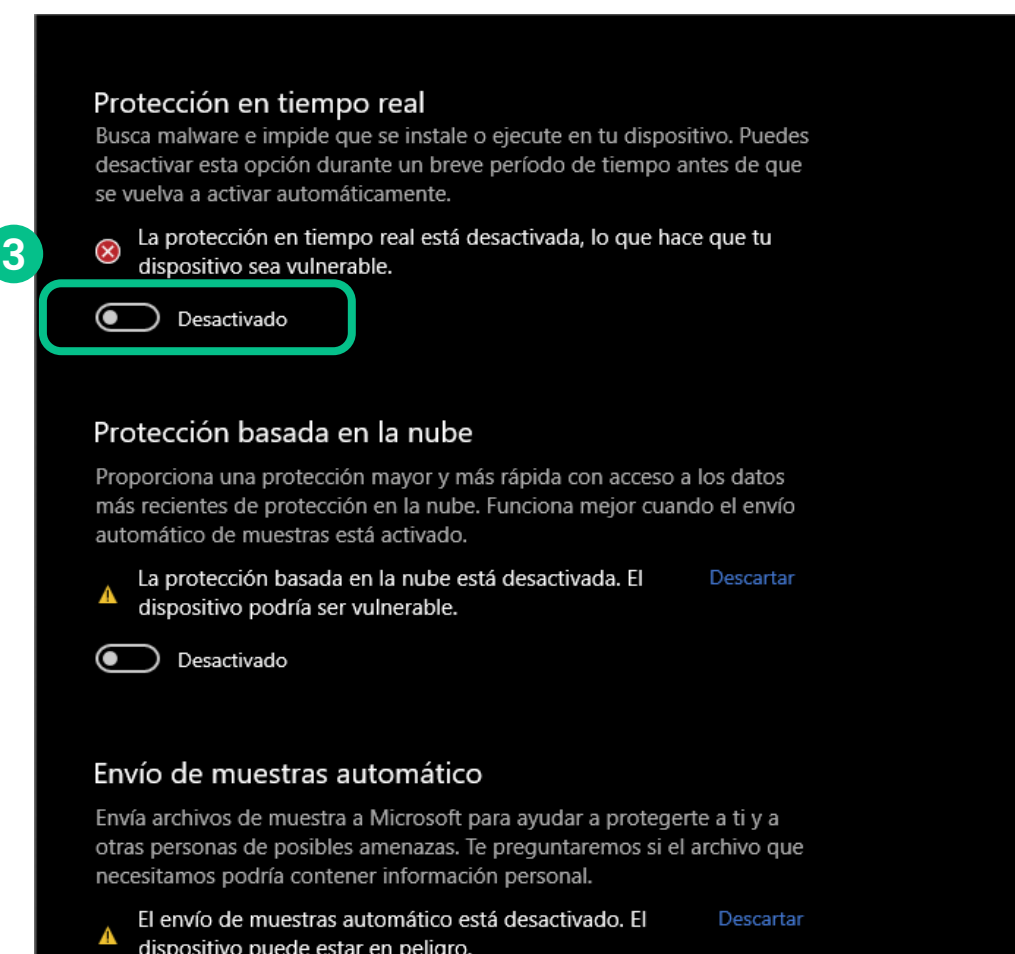 Protección en tiempo real
Busca malware e impide que se instale o ejecute en tu dispositivo. Puedes
desactivar esta opción durante un breve período de tiempo antes de que
se vuelva a activar automáticamente.
3
La protección en tiempo real está desactivada, lo que hace que tu
dispositivo sea vulnerable.
Desactivado
Protección basada en la nube
Proporciona una protección mayor y más rápida con acceso a los datos
más recientes de protección en la nube. Funciona mejor cuando el envío
automático de muestras está activado.
La protección basada en la nube está desactivada. El
Descartar
dispositivo podría ser vulnerable.
Desactivado
Envío de muestras automático
Envía archivos de muestra a Microsoft para ayudar a protegerte a ti y a
otras personas de posibles amenazas. Te preguntaremos si el archivo que
necesitamos podría contener información personal.
El envío de muestras automático está desactivado. El
Descartar
dispositivo puede estar en peligro.